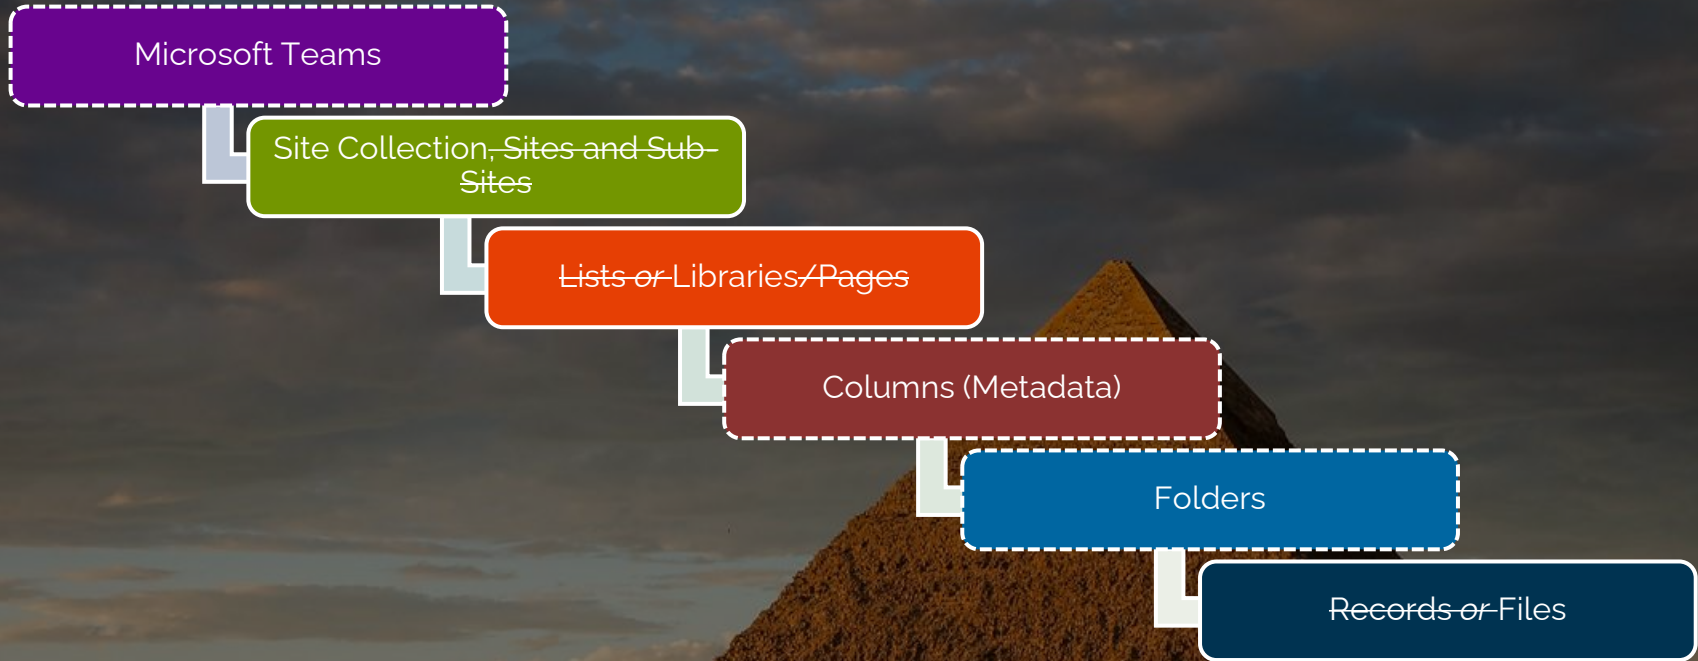 Microsoft Teams
Site Collection, Sites and Sub-
Sites
Lists or Libraries/Pages
Columns (Metadata)
Folders
Records or Files